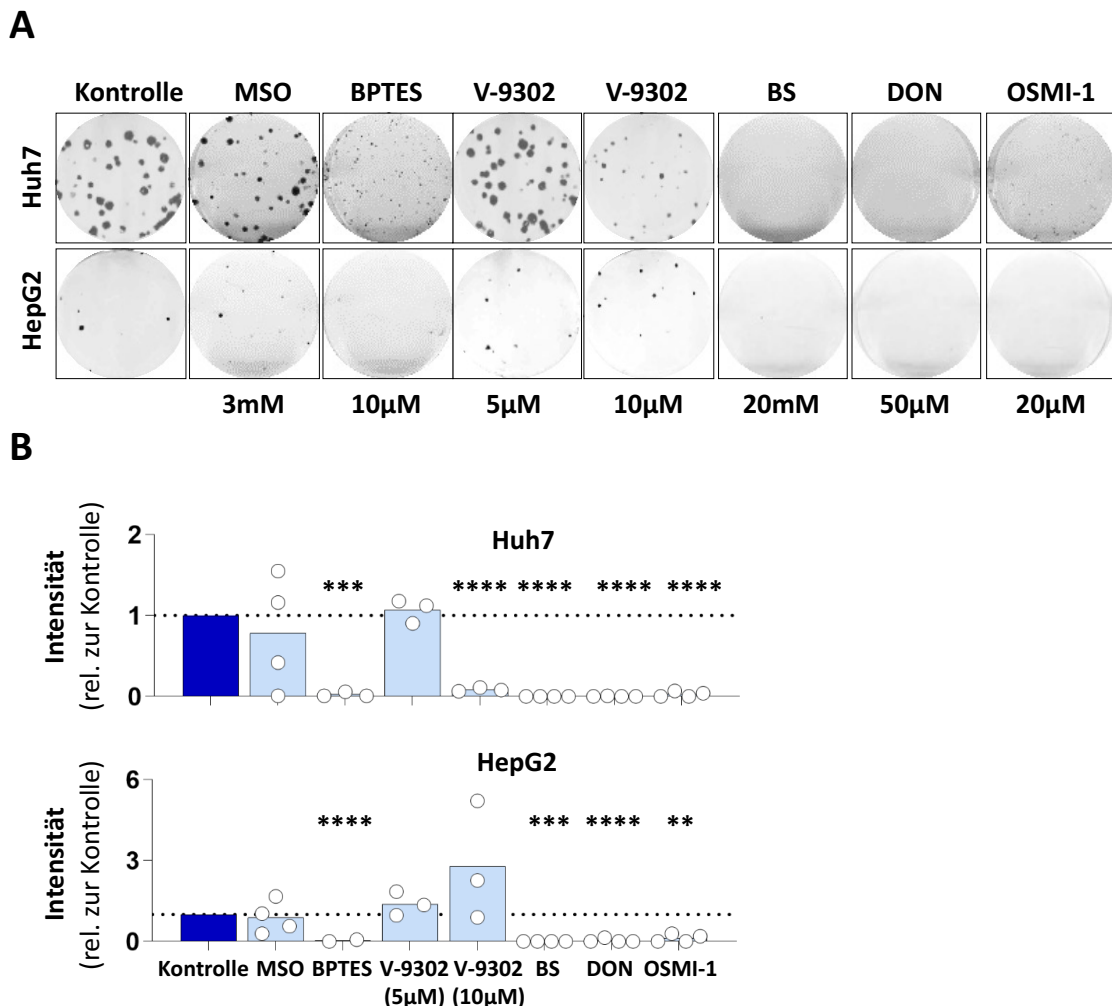 A
Kontrolle MSO BPTES V-9302 V-9302 BS DON OSMI-1
Huh7
HepG2
3mM 10µM 5µM 10µM 20mM 50µM 20µM
B
Huh7
Intensität
(rel. zur Kontrolle)
2
1
0
*** **** **** **** ****
HepG2
Intensität
(rel. zur Kontrolle)
6
3
0
**** *** **** **
Kontrolle MSO BPTES V-9302 V-9302 BS DON OSMI-1
(5µM) (10µM)